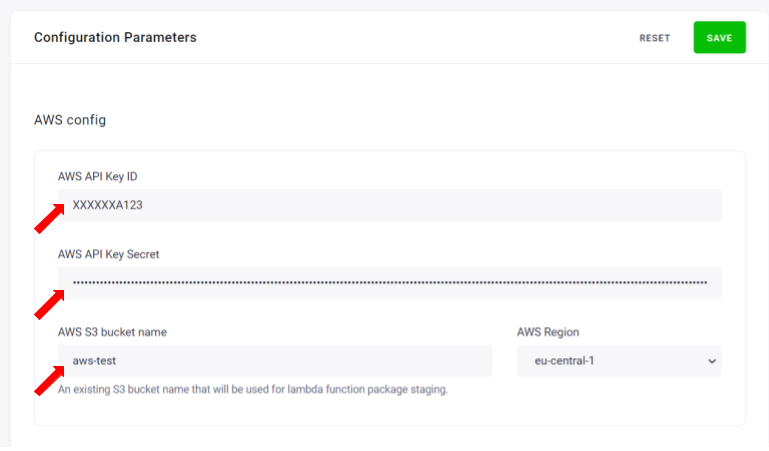 Configuration Parameters
RESET
SAVE
AWS config
AWS API Key ID
XXXXXXA123
AWS API Key Secret
AWS S3 bucket name
AWS Region
aws-test
eu-central-1
An existing S3 bucket name that will be used for lambda function package staging.